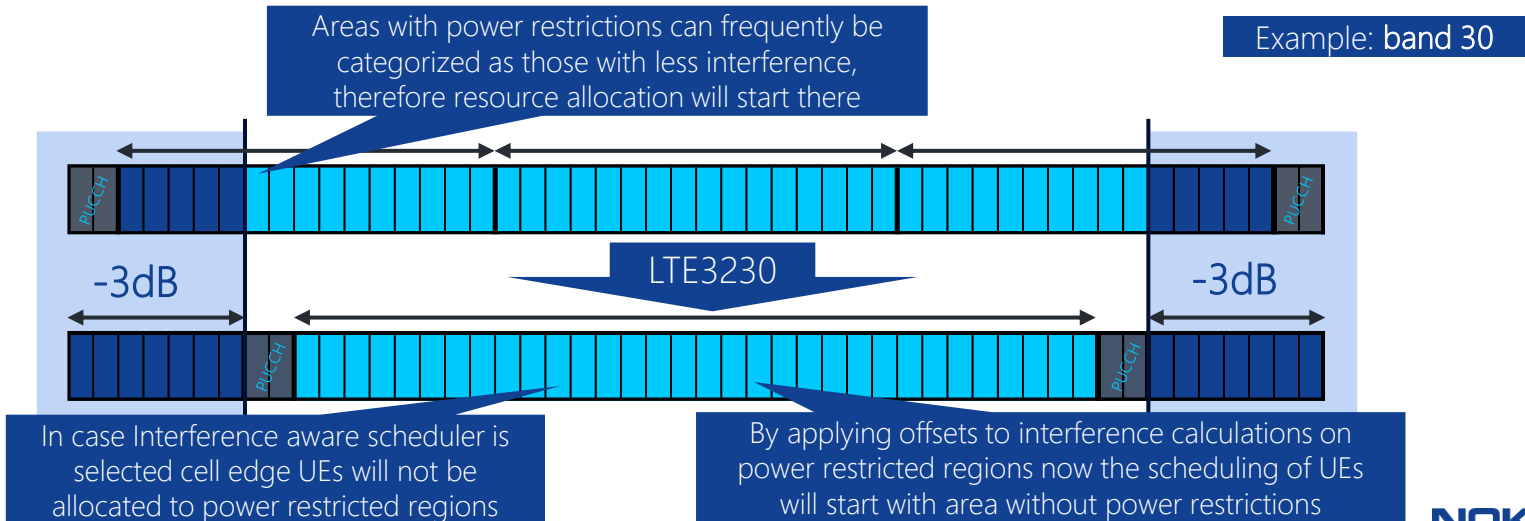 Areas with power restrictions can frequently be
categorized as those with less interference,
therefore resource allocation will start there
Example: band 30
PUCCH
PUCCH
-3dB
LTE3230
-3dB
PUCCH
PUCCH
In case Interference aware scheduler is
selected cell edge UEs will not be
allocated to power restricted regions
By applying offsets to interference calculations on
power restricted regions now the scheduling of UEs
will start with area without power restrictions